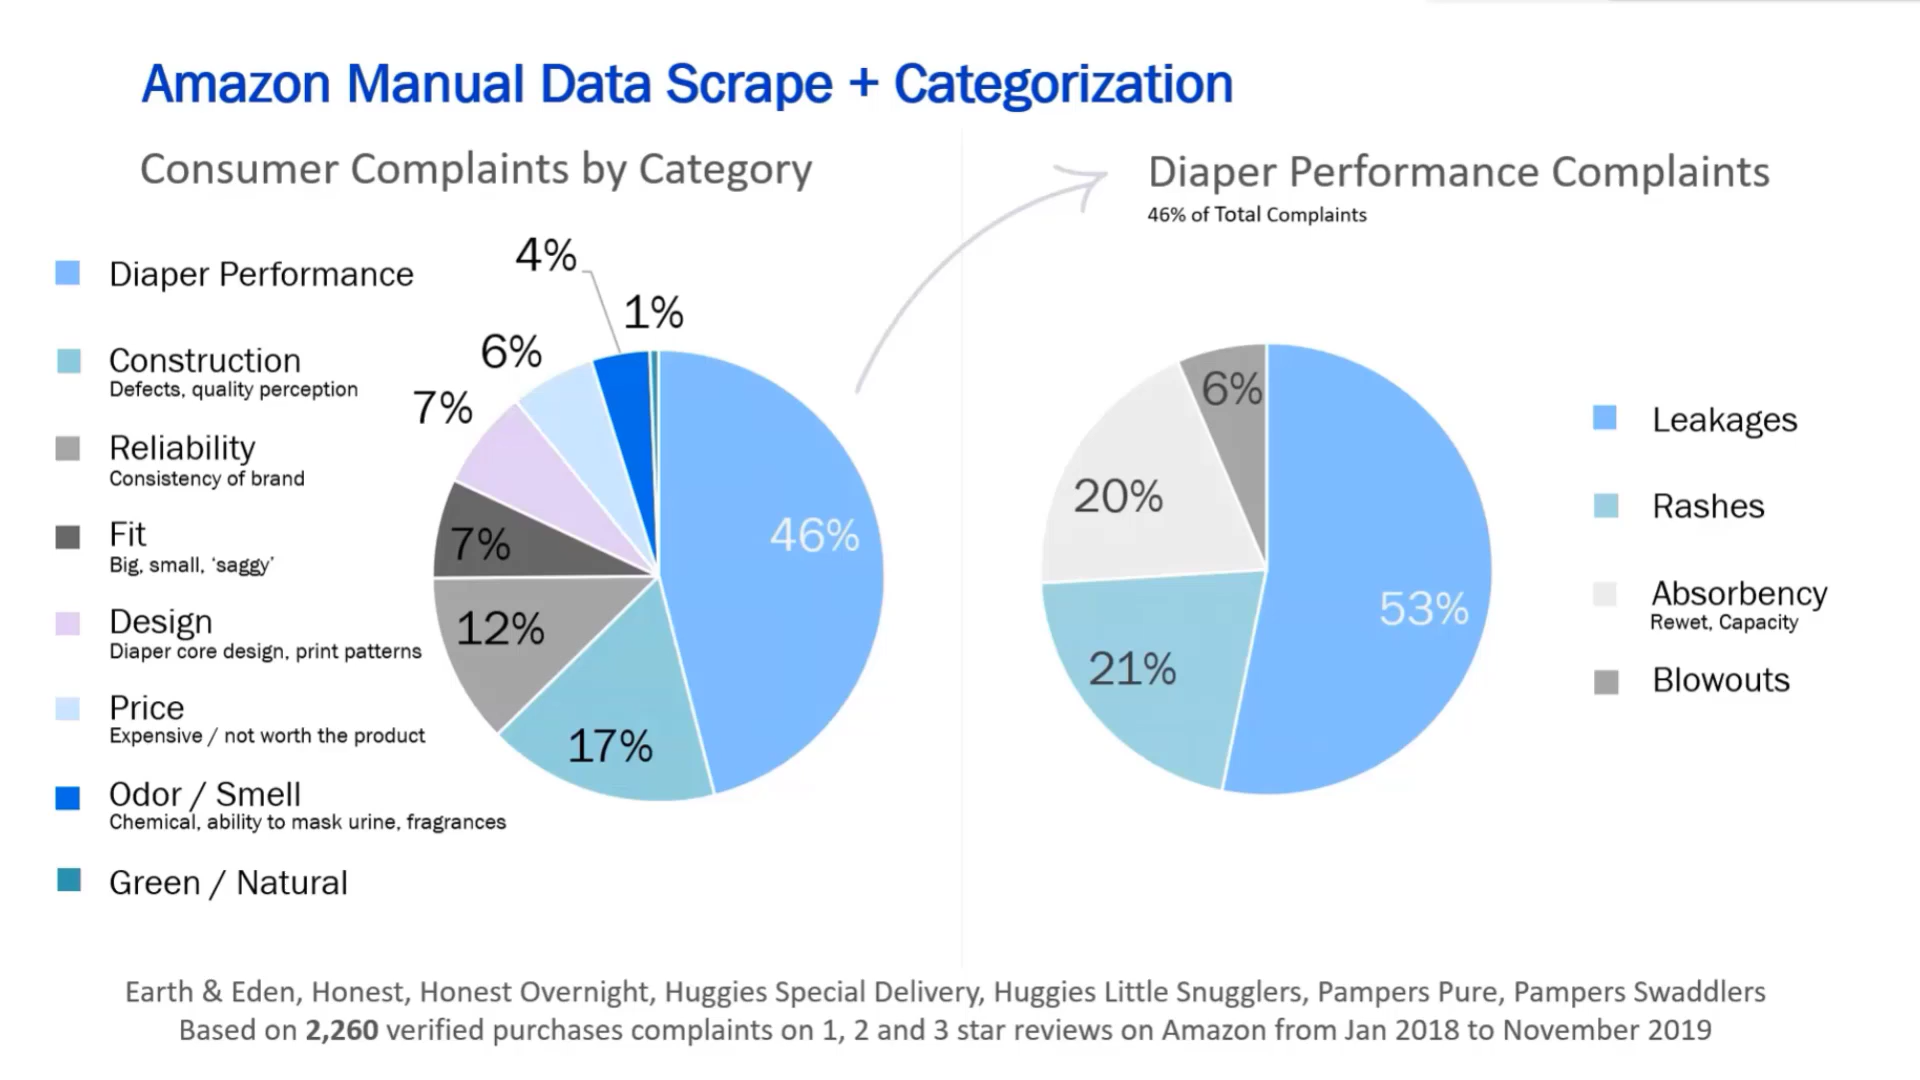 Amazon Manual Data Scrape + Categorization
Consumer Complaints by Category
Diaper Performance
Construction
Defects, quality perception
Reliability
Consistency of brand
Fit
Big, small, ‘saggy’
Design
Diaper core design, print patterns
Price
Expensive / not worth the product
Odor / Smell
Chemical, ability to mask urine, fragrances
Green / Natural
4%
1%
6%
7%
7%
12%
17%
46%
Diaper Performance Complaints
46% of Total Complaints
6%
20%
21%
53%
Leakages
Rashes
Absorbency
Rewet, Capacity
Blowouts
Earth & Eden, Honest, Honest Overnight, Huggies Special Delivery, Huggies Little Snugglers, Pampers Pure, Pampers Swaddlers
Based on 2,260 verified purchases complaints on 1, 2 and 3 star reviews on Amazon from Jan 2018 to November 2019